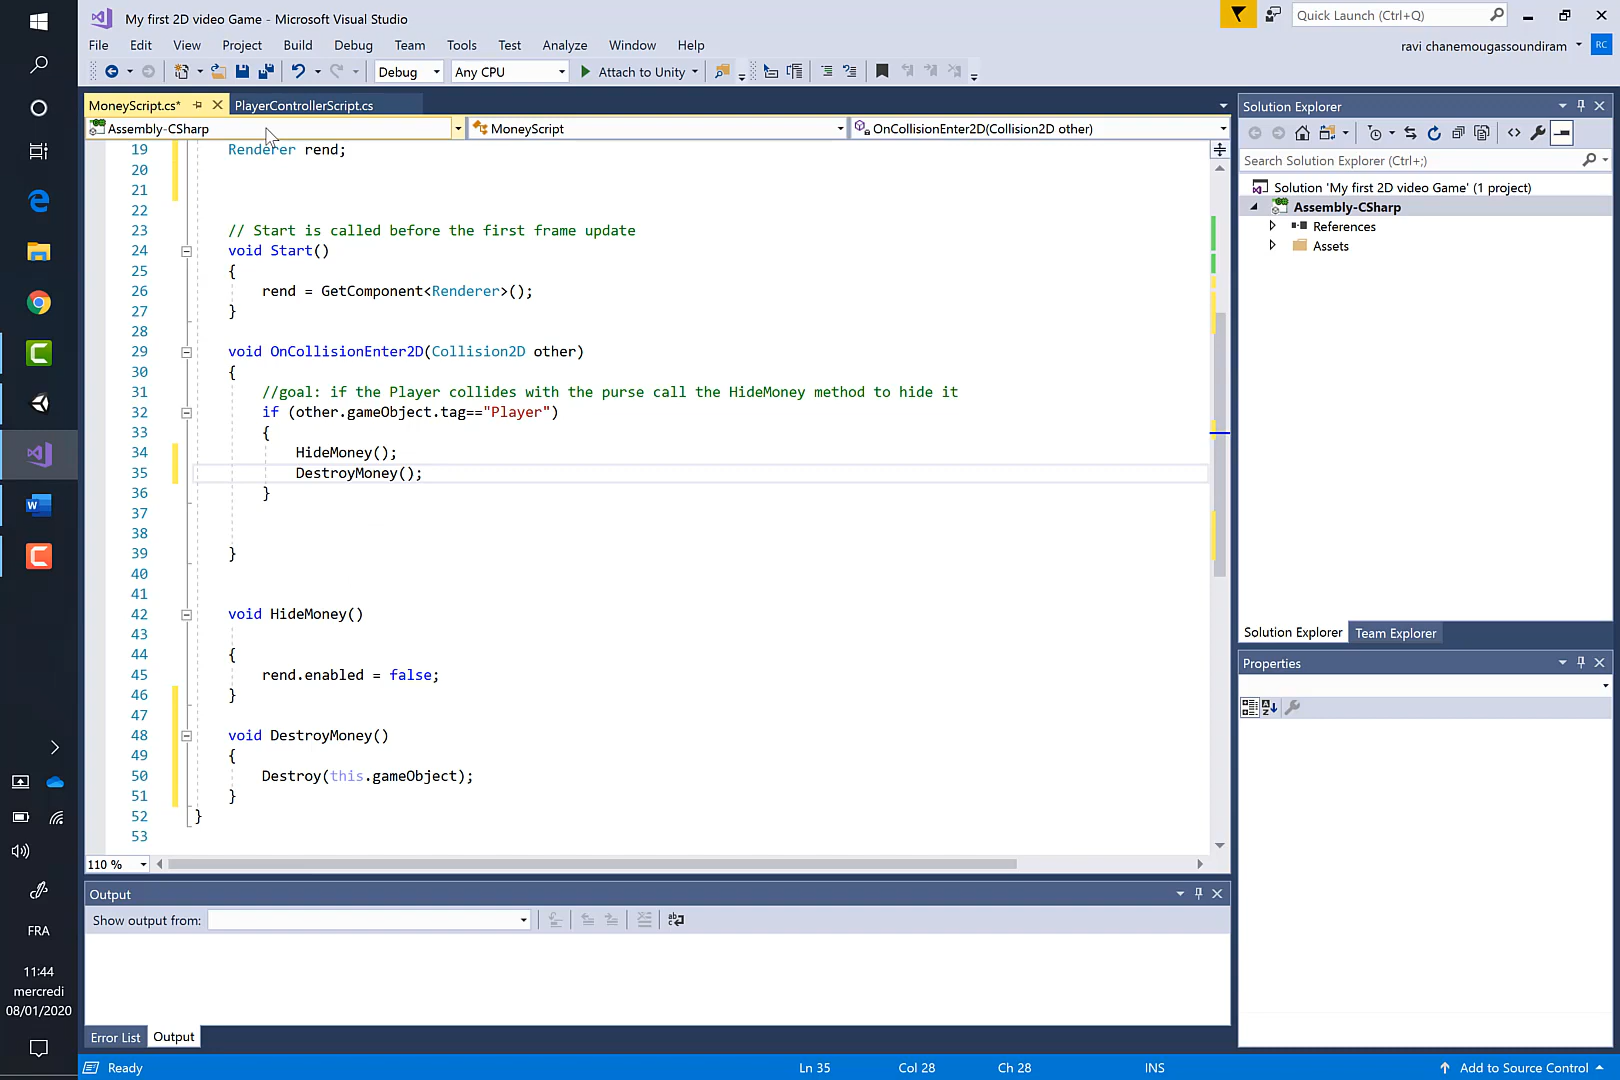 My first 2D video Game - Microsoft Visual Studio
Quick Launch (Ctrl+Q)
File Edit View Project Build Debug Team Tools Test Analyze Window Help
ravi chanemougassoundiram
RC
Debug Any CPU Attach to Unity
MoneyScript.cs* PlayerControllerScript.cs
Assembly-CSharp MoneyScript OnCollisionEnter2D(Collision2D other)
19 Renderer rend;
20
21
22
23 // Start is called before the first frame update
24 void Start()
25 {
26 rend = GetComponent<Renderer>();
27 }
28
29 void OnCollisionEnter2D(Collision2D other)
30 {
31 //goal: if the Player collides with the purse call the HideMoney method to hide it
32 if (other.gameObject.tag=="Player")
33 {
34 HideMoney();
35 DestroyMoney();
36 }
37
38
39 }
40
41
42 void HideMoney()
43
44 {
45 rend.enabled = false;
46 }
47
48 void DestroyMoney()
49 {
50 Destroy(this.gameObject);
51 }
52 }
53
110 %
Output
Show output from:
Error List Output
Solution Explorer
Search Solution Explorer (Ctrl+;)
Solution 'My first 2D video Game' (1 project)
Assembly-CSharp
References
Assets
Solution Explorer Team Explorer
Properties
FRA
11:44
mercredi
08/01/2020
Ready Ln 35 Col 28 Ch 28 INS Add to Source Control